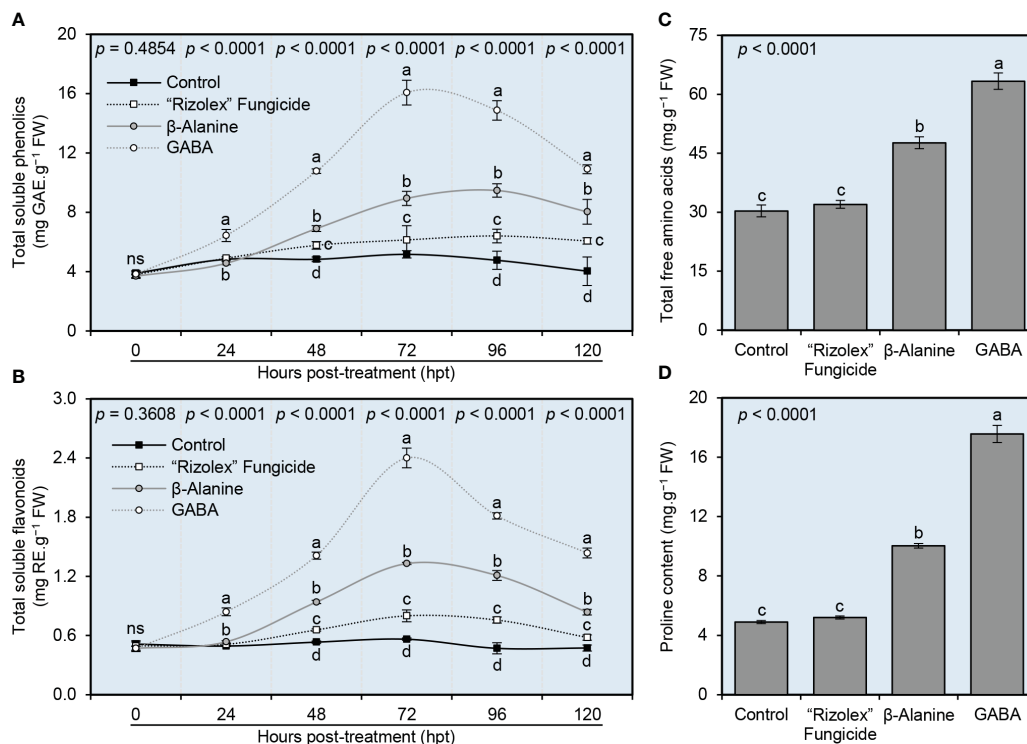 A
Total soluble phenolics
(mg GAE.g⁻¹ FW)
20
16
12
8
4
0
p = 0.4854 p < 0.0001 p < 0.0001 p < 0.0001 p < 0.0001 p < 0.0001
Control
“Rizolex” Fungicide
β-Alanine
GABA
ns
a
b
a
b
c
d
a
b
c
d
a
b
c
d
a
b
c
d
0 24 48 72 96 120
Hours post-treatment (hpt)
B
Total soluble flavonoids
(mg RE.g⁻¹ FW)
3.0
2.4
1.8
1.2
0.6
0.0
p = 0.3608 p < 0.0001 p < 0.0001 p < 0.0001 p < 0.0001 p < 0.0001
Control
“Rizolex” Fungicide
β-Alanine
GABA
ns
a
b
a
b
c
d
a
b
c
d
a
b
c
d
a
b
c
d
0 24 48 72 96 120
Hours post-treatment (hpt)
C
Total free amino acids (mg.g⁻¹ FW)
75
60
45
30
15
0
p < 0.0001
c c b a
Control “Rizolex” β-Alanine GABA
Fungicide
D
Proline content (mg.g⁻¹ FW)
20
16
12
8
4
0
p < 0.0001
c c b a
Control “Rizolex” β-Alanine GABA
Fungicide